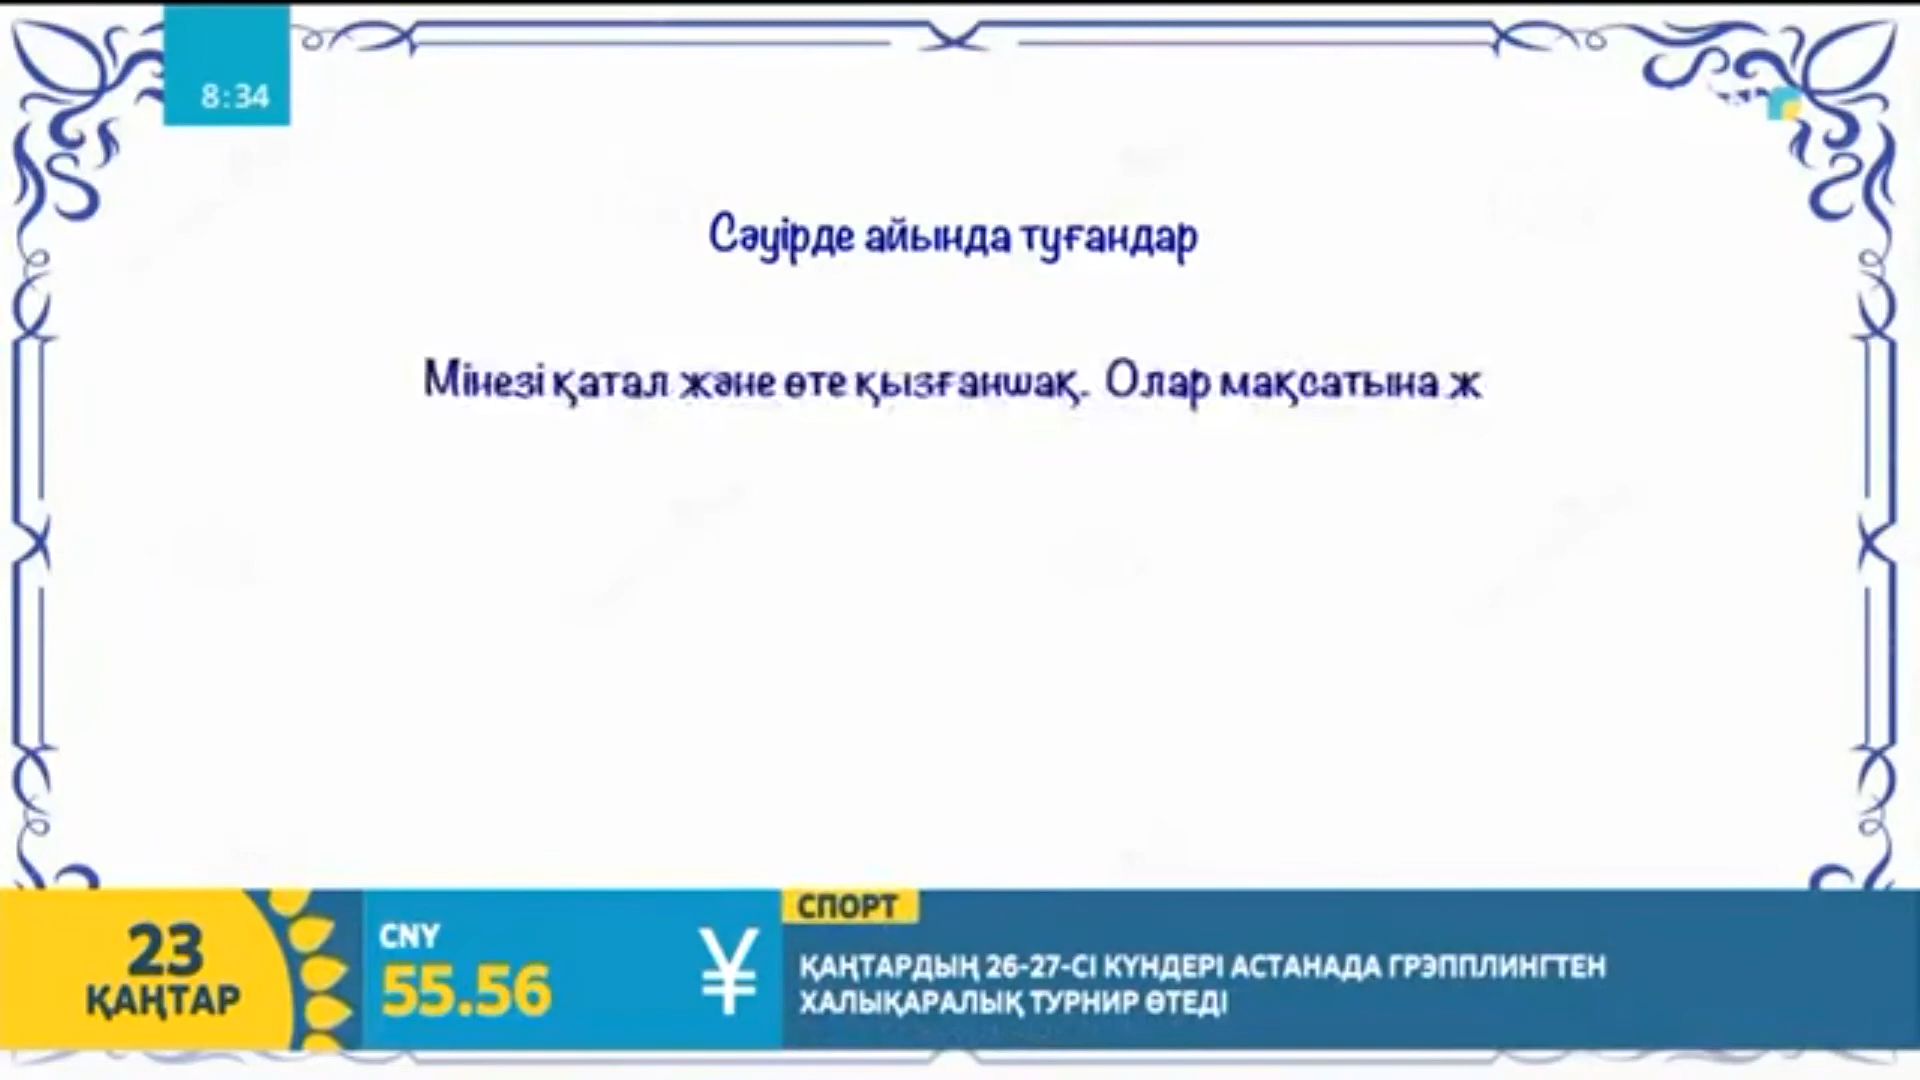 8:34
Сәуірде айында туғандар
Мінезі қатал және өте қызғаншақ. Олар мақсатына ж
23
ҚАҢТАР
CNY
55.56
¥
СПОРТ
ҚАҢТАРДЫҢ 26-27-СІ КҮНДЕРІ АСТАНАДА ГРЭППЛИНГТЕН
ХАЛЫҚАРАЛЫҚ ТУРНИР ӨТЕДІ